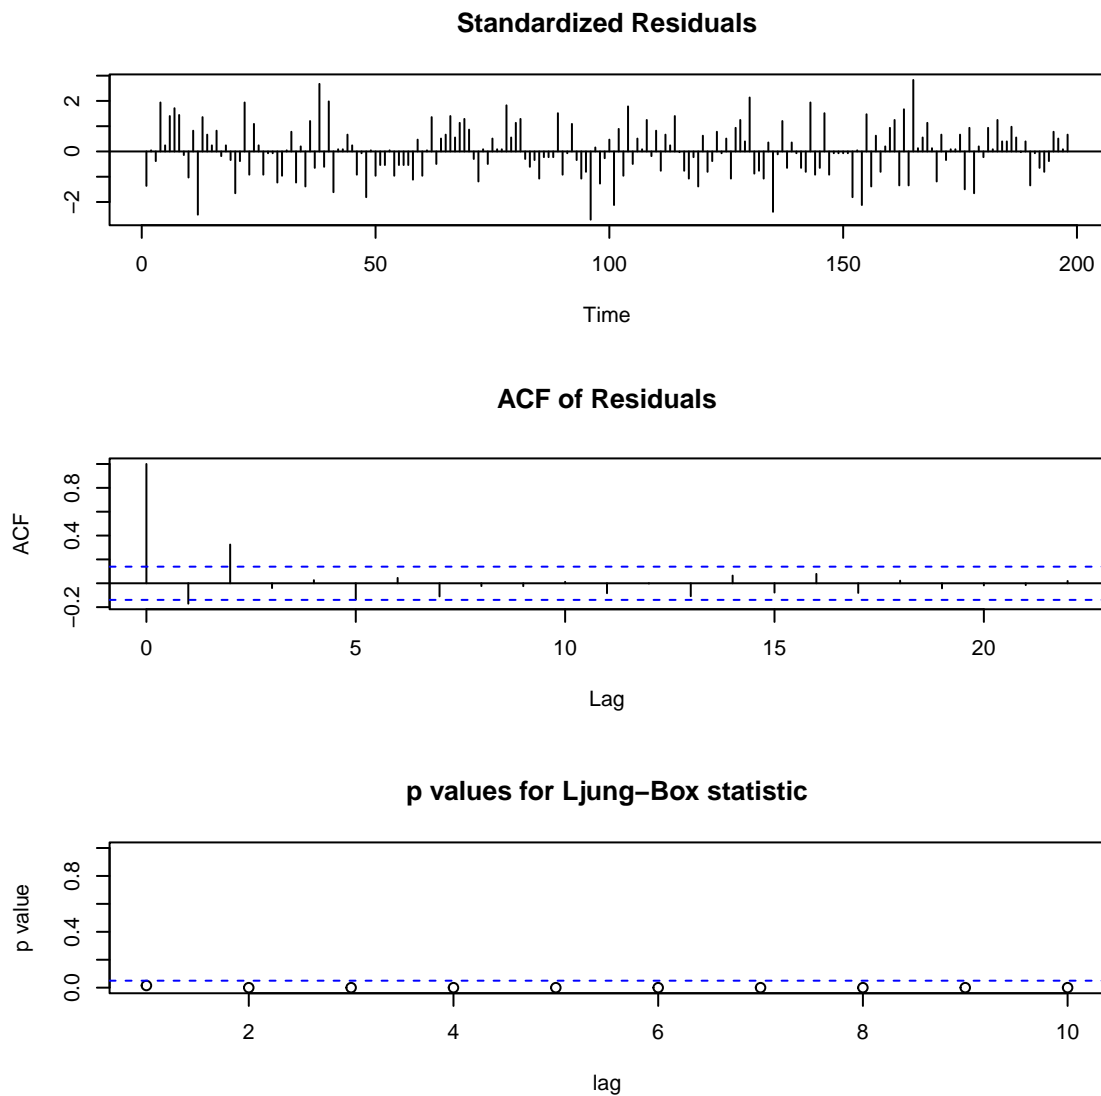 Standardized Residuals
2
0
−2
0 50 100 150 200
Time
ACF of Residuals
ACF
0.8
0.4
−0.2
0 5 10 15 20
Lag
p values for Ljung−Box statistic
p value
0.8
0.4
0.0
2 4 6 8 10
lag